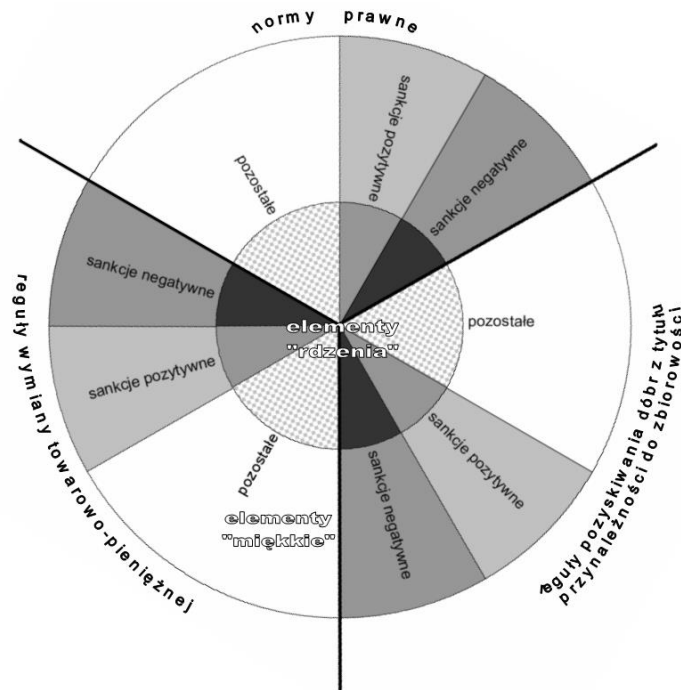 normy prawne
sankcje pozytywne
sankcje negatywne
pozostałe
pozostałe
sankcje negatywne
elementy
"rdzenia"
sankcje pozytywne
pozostałe
sankcje pozytywne
sankcje negatywne
elementy
"miękkie"
reguły wymiany towarowo-pieniężnej
reguły pozyskiwania dóbr z tytułu
przynależności do zbiorowości